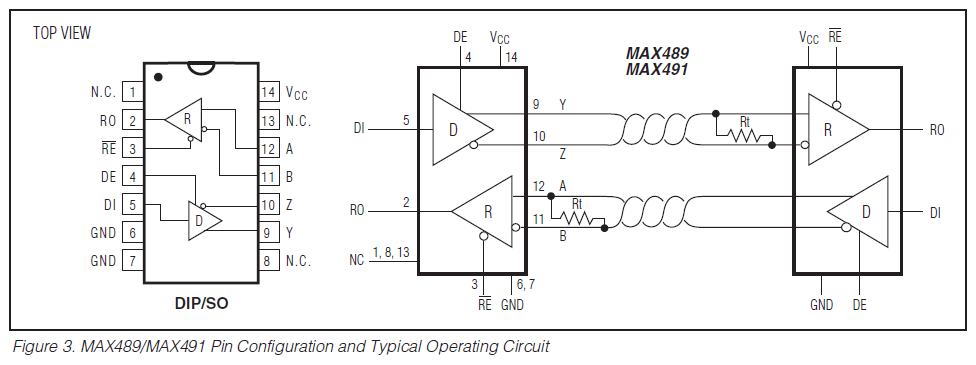 TOP VIEW
N.C. 1
RO 2
RE 3
DE 4
DI 5
GND 6
GND 7
14 VCC
13 N.C.
12 A
11 B
10 Z
9 Y
8 N.C.
R
D
DIP/SO
DE VCC
4 14
MAX489
MAX491
VCC RE
DI 5 D
9 Y
10
Z
Rt
R RO
RO 2 R
12 A
Rt
11
B
D DI
NC 1, 8, 13
3 6, 7
RE GND
GND DE
Figure 3. MAX489/MAX491 Pin Configuration and Typical Operating Circuit